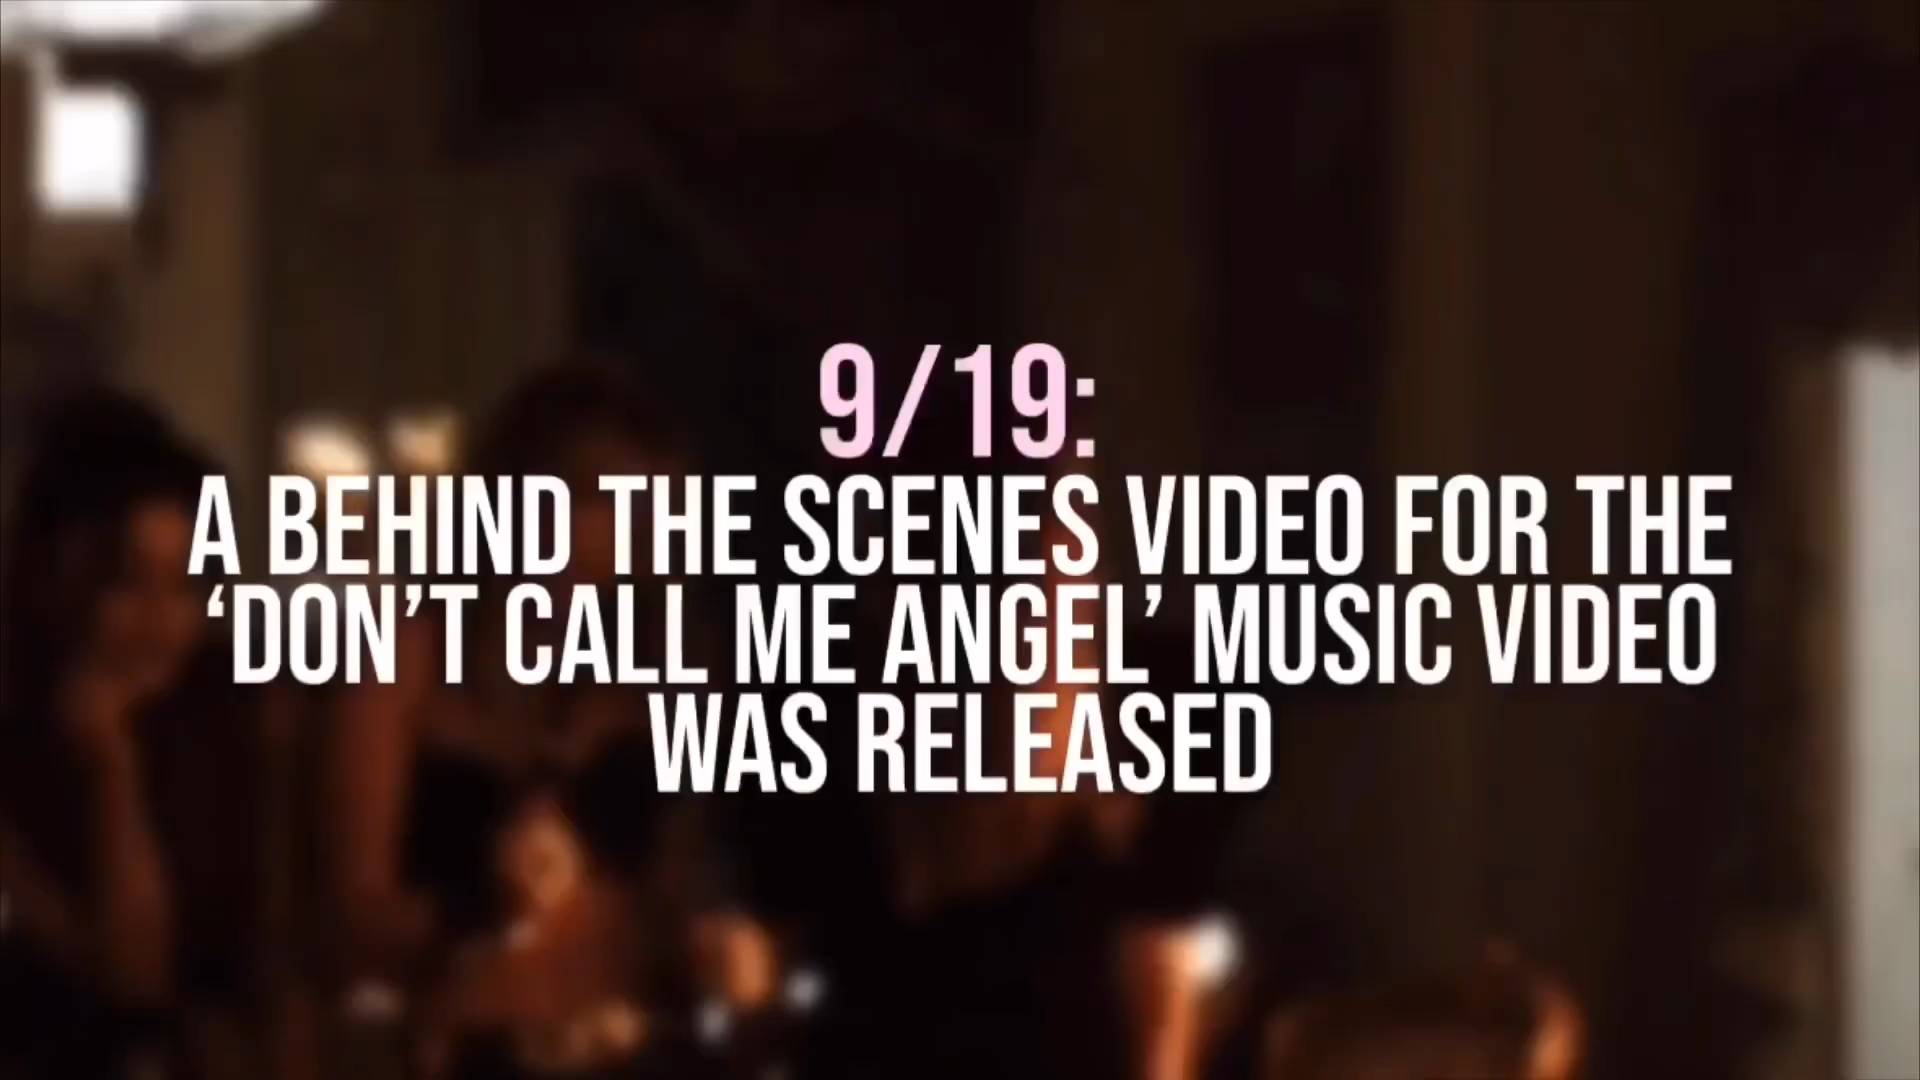 9/19:
A BEHIND THE SCENES VIDEO FOR THE
‘DON’T CALL ME ANGEL’ MUSIC VIDEO
WAS RELEASED